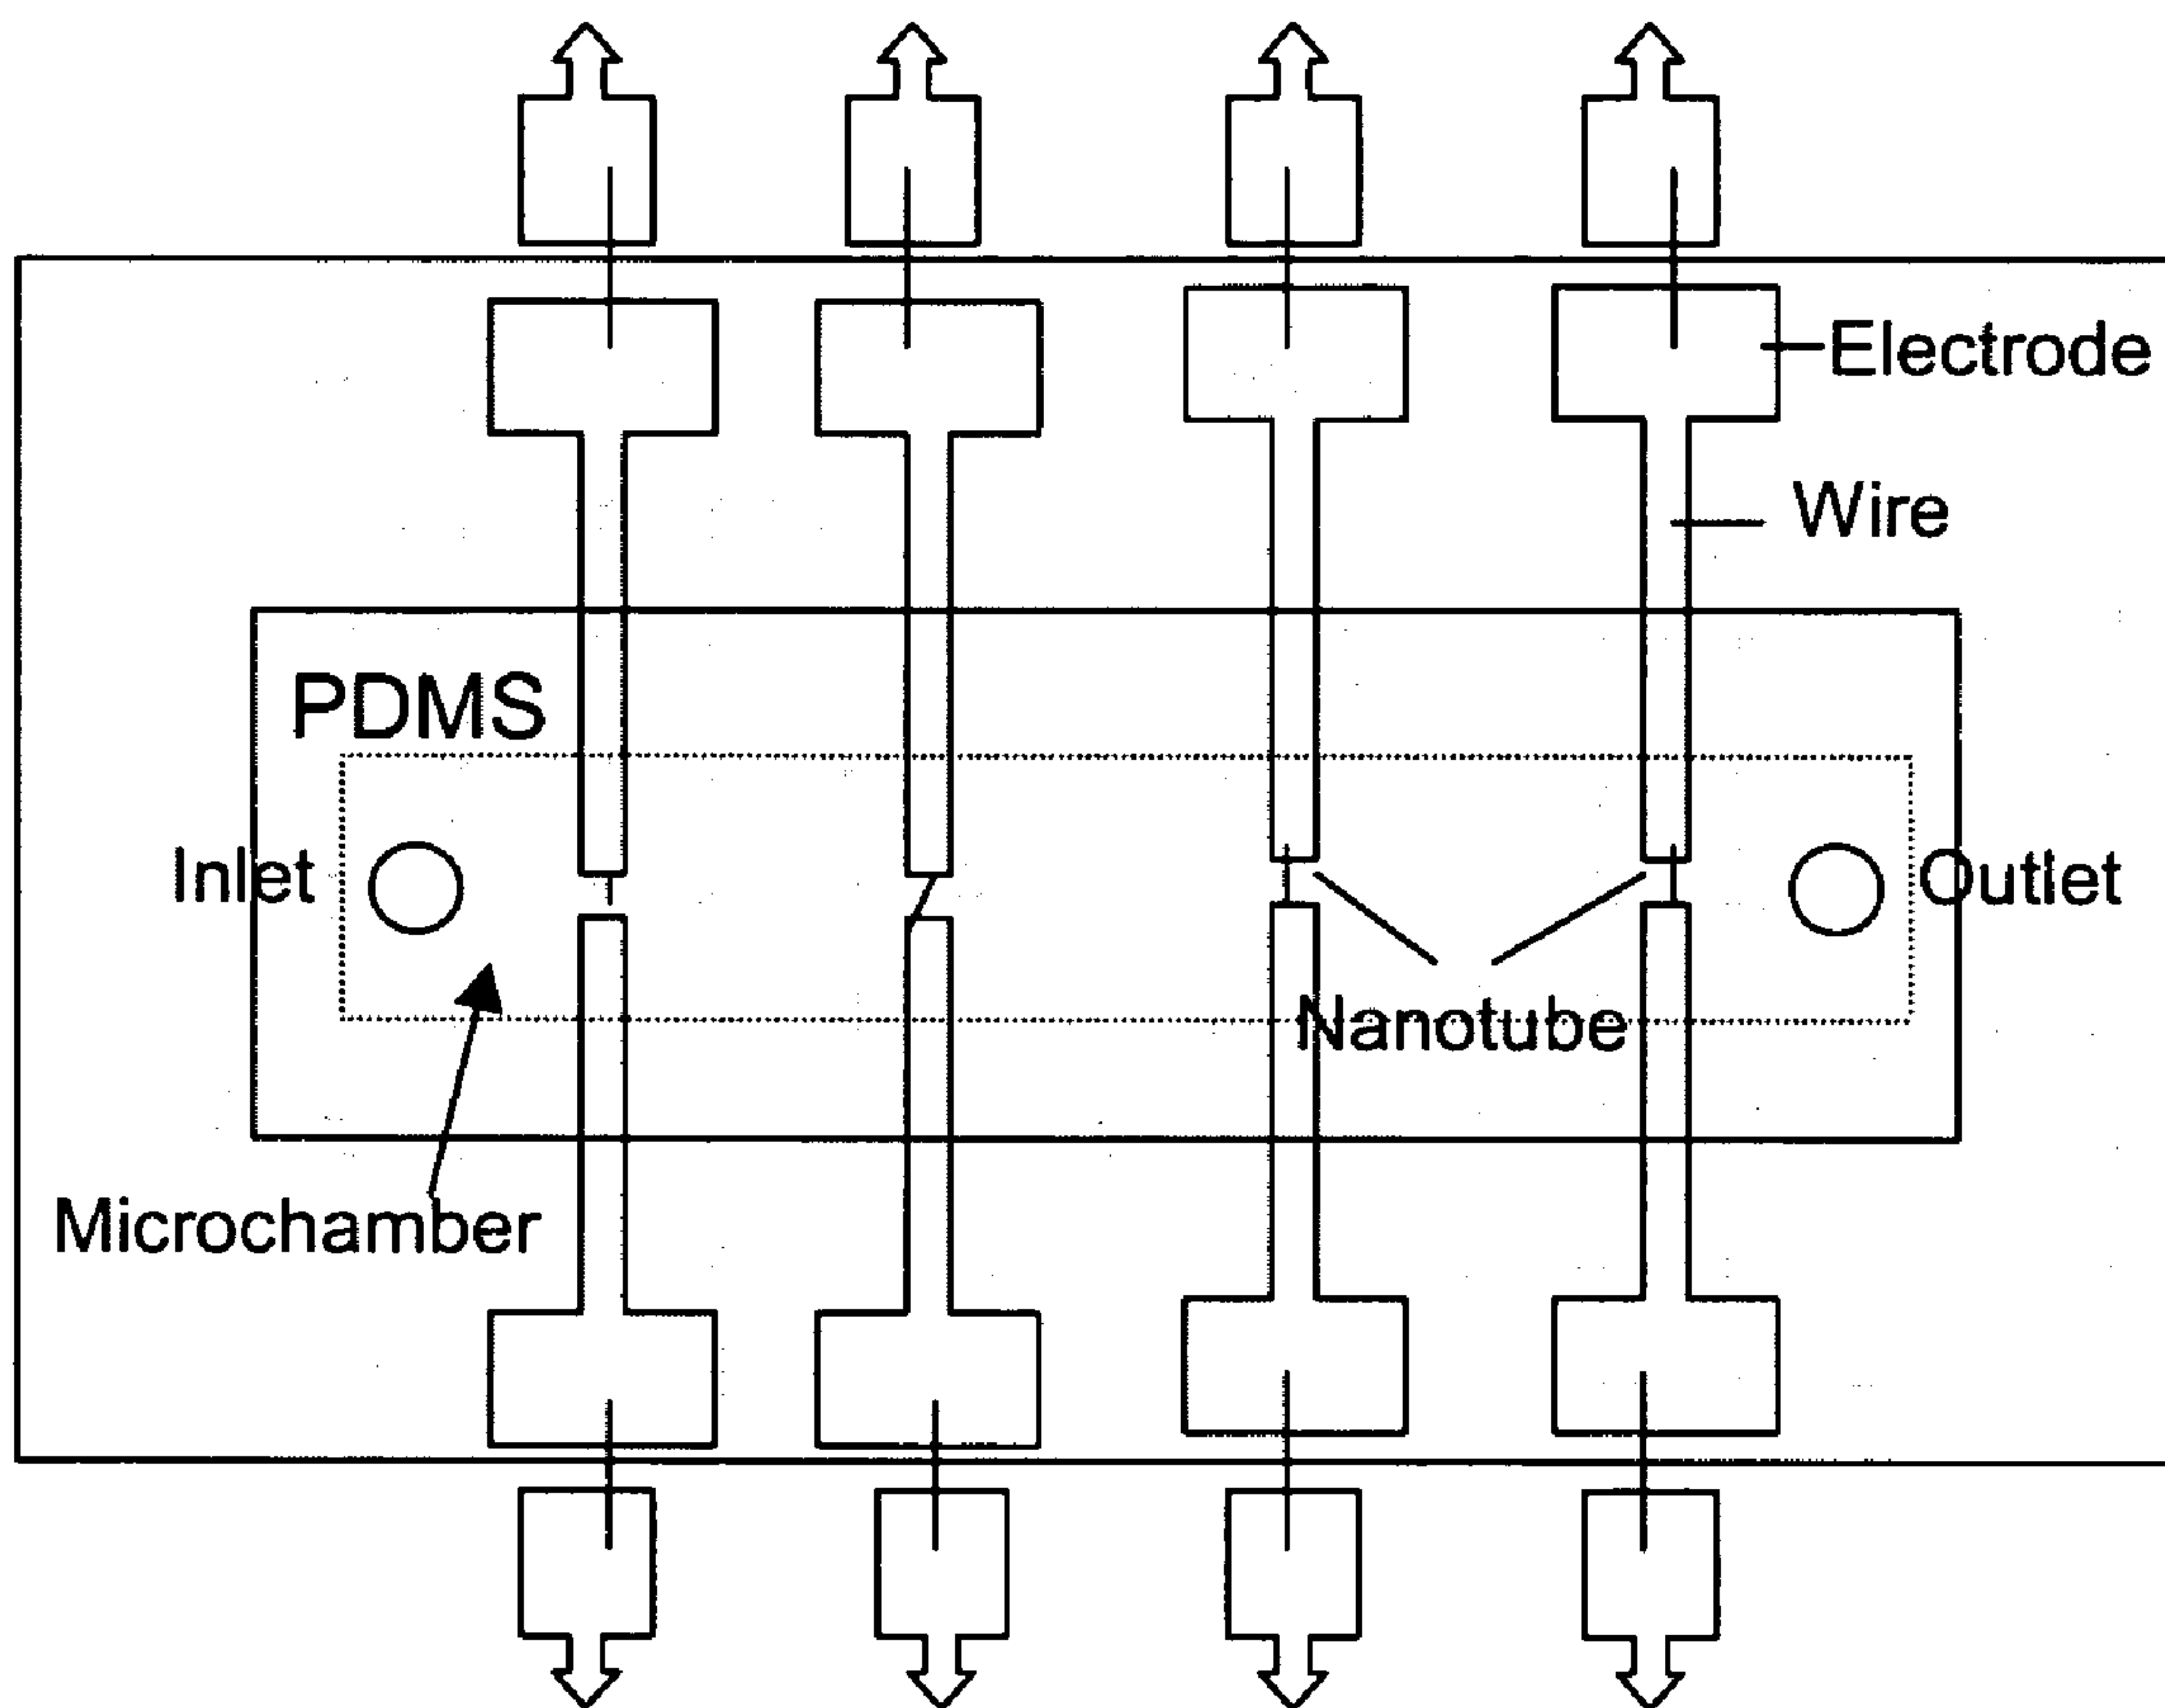 Electrode
Wire
PDMS
Inlet
Outlet
Nanotube
Microchamber